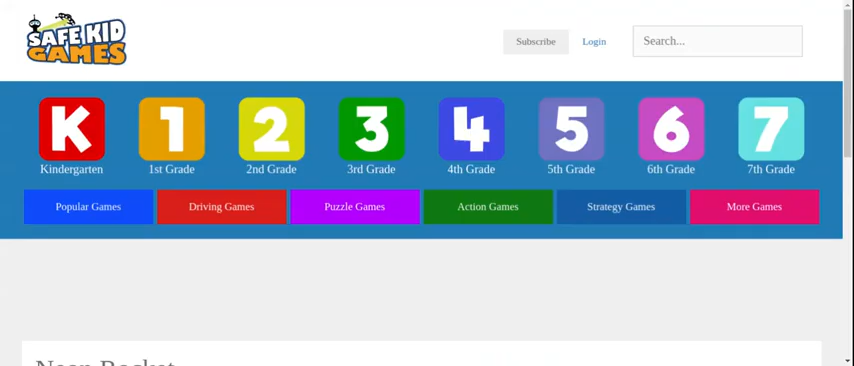 SAFE KID
GAMES
Subscribe Login Search...
K 1 2 3 4 5 6 7
Kindergarten 1st Grade 2nd Grade 3rd Grade 4th Grade 5th Grade 6th Grade 7th Grade
Popular Games Driving Games Puzzle Games Action Games Strategy Games More Games
Neon Rocket